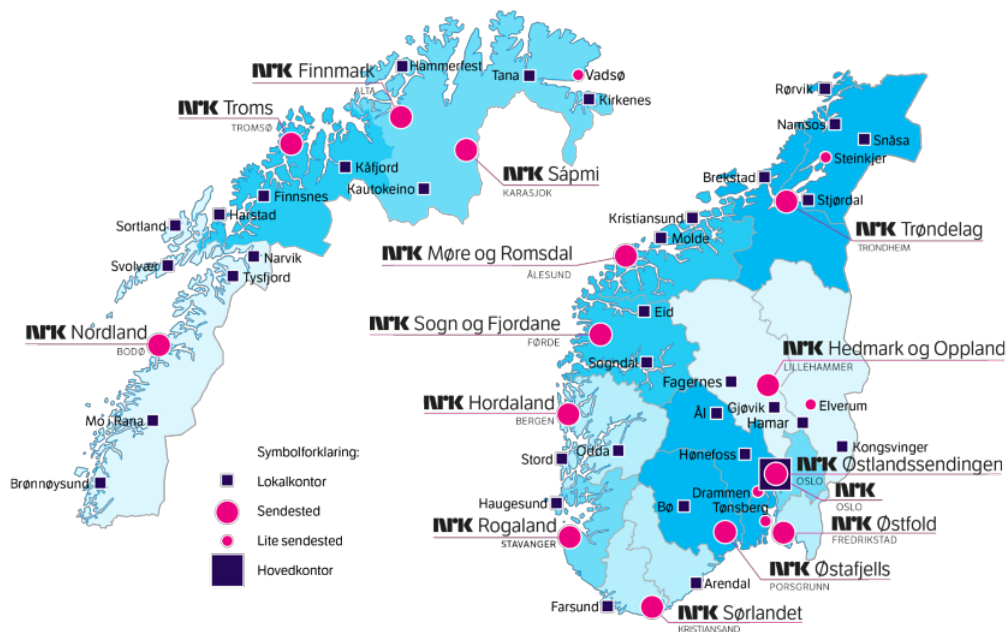 NRK Finnmark
ALTA
Hammerfest
Tana
Vadsø
Kirkenes
NRK Troms
TROMSØ
Kåfjord
NRK Sápmi
KARASJOK
Kautokeino
Finnsnes
Harstad
Sortland
Narvik
Svolvær
Tysfjord
NRK Nordland
BODØ
Mo i Rana
Brønnøysund
Symbolforklaring:
Lokalkontor
Sendested
Lite sendested
Hovedkontor
Rørvik
Namsos
Snåsa
Steinkjer
Brekstad
Stjørdal
Kristiansund
NRK Trøndelag
TRONDHEIM
Molde
NRK Møre og Romsdal
ÅLESUND
Eid
NRK Sogn og Fjordane
FØRDE
Sogndal
NRK Hedmark og Oppland
LILLEHAMMER
Fagernes
Gjøvik
Elverum
Hamar
Ål
NRK Hordaland
BERGEN
Kongsvinger
Stord
Odda
Hønefoss
NRK Østlandssendingen
OSLO
NRK
OSLO
Drammen
Tønsberg
Bø
Haugesund
NRK Rogaland
STAVANGER
NRK Østfold
FREDRIKSTAD
NRK Østafjells
PORSGRUNN
Arendal
Farsund
NRK Sørlandet
KRISTIANSAND